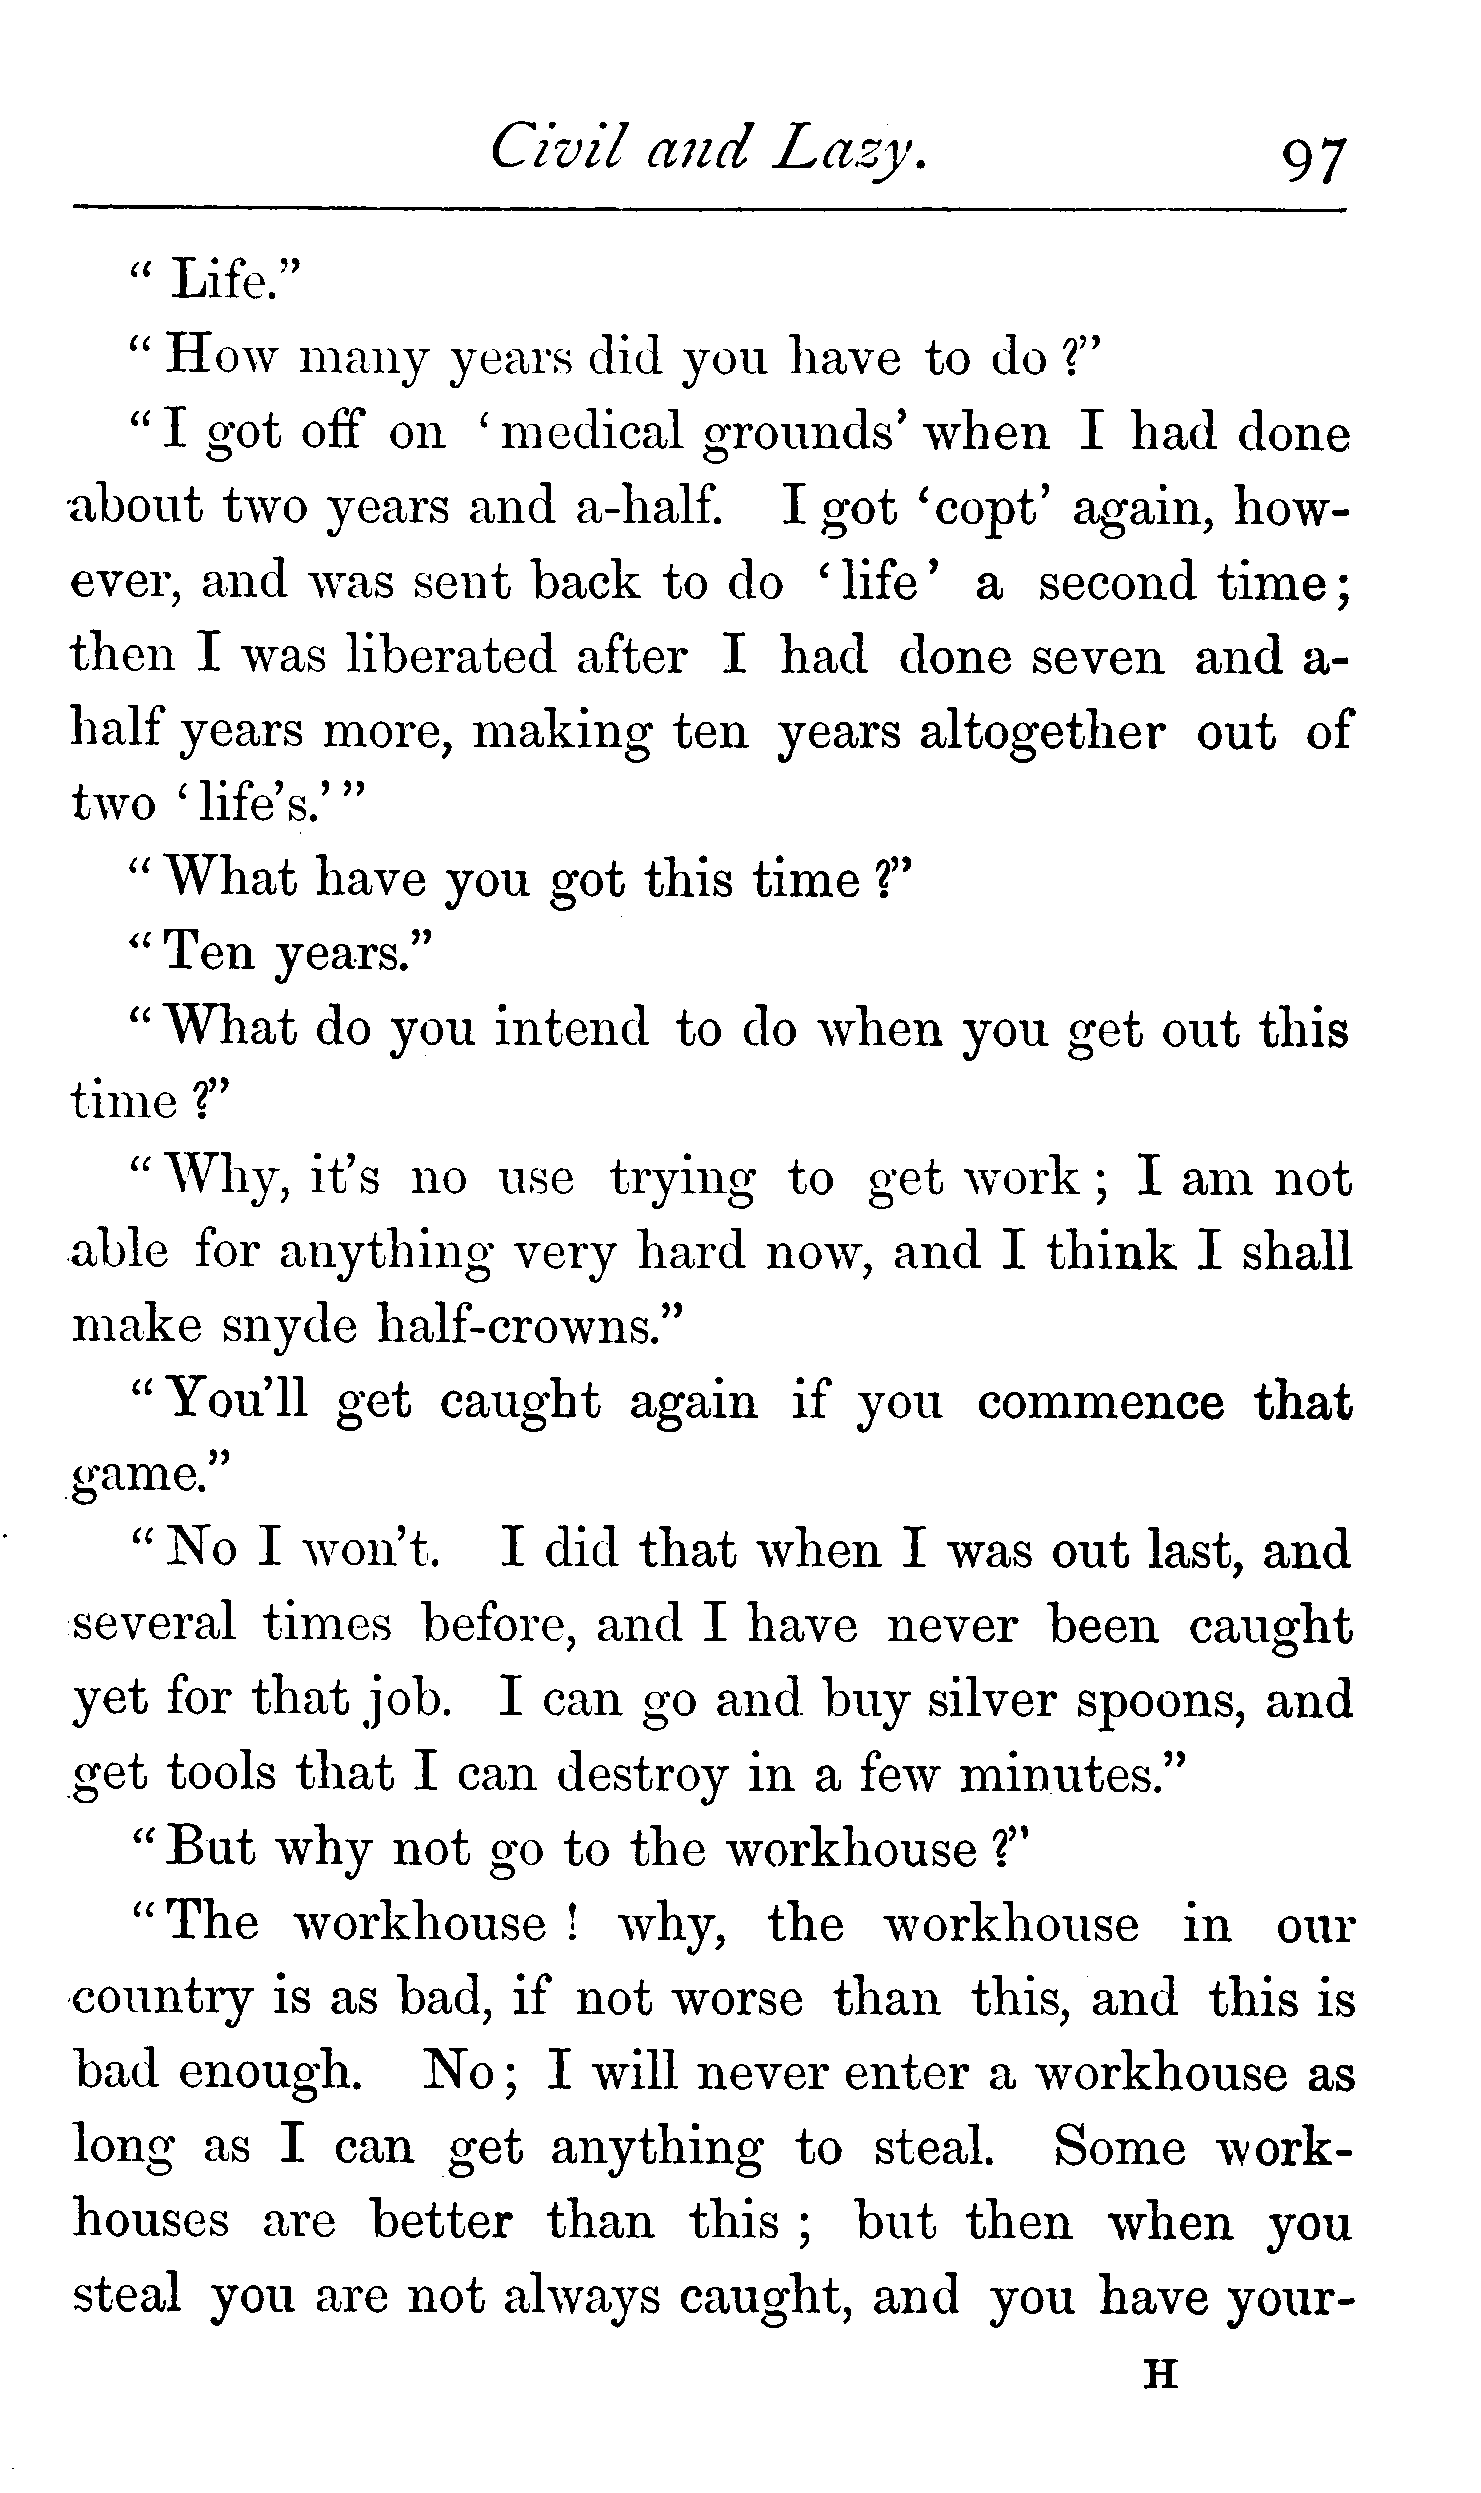 Civil and Lazy. 97
“ Life.”
“ How many years did you have to do ?”
“ I got off on ‘ medical grounds’ when I had done
about two years and a-half. I got ‘copt’ again, how-
ever, and was sent back to do ‘ life ’ a second time ;
then I was liberated after I had done seven and a-
half years more, making ten years altogether out of
two ‘ life’s.’ ”
“ What have you got this time ?”
“ Ten years.”
“ What do you intend to do when you get out this
time ?”
“ Why, it’s no use trying to get work ; I am not
able for anything very hard now, and I think I shall
make snyde half-crowns.”
“ You’ll get caught again if you commence that
game.”
“ No I won’t. I did that when I was out last, and
several times before, and I have never been caught
yet for that job. I can go and buy silver spoons, and
get tools that I can destroy in a few minutes.”
“ But why not go to the workhouse ?”
“ The workhouse ! why, the workhouse in our
country is as bad, if not worse than this, and this is
bad enough. No ; I will never enter a workhouse as
long as I can get anything to steal. Some work-
houses are better than this ; but then when you
steal you are not always caught, and you have your-
H